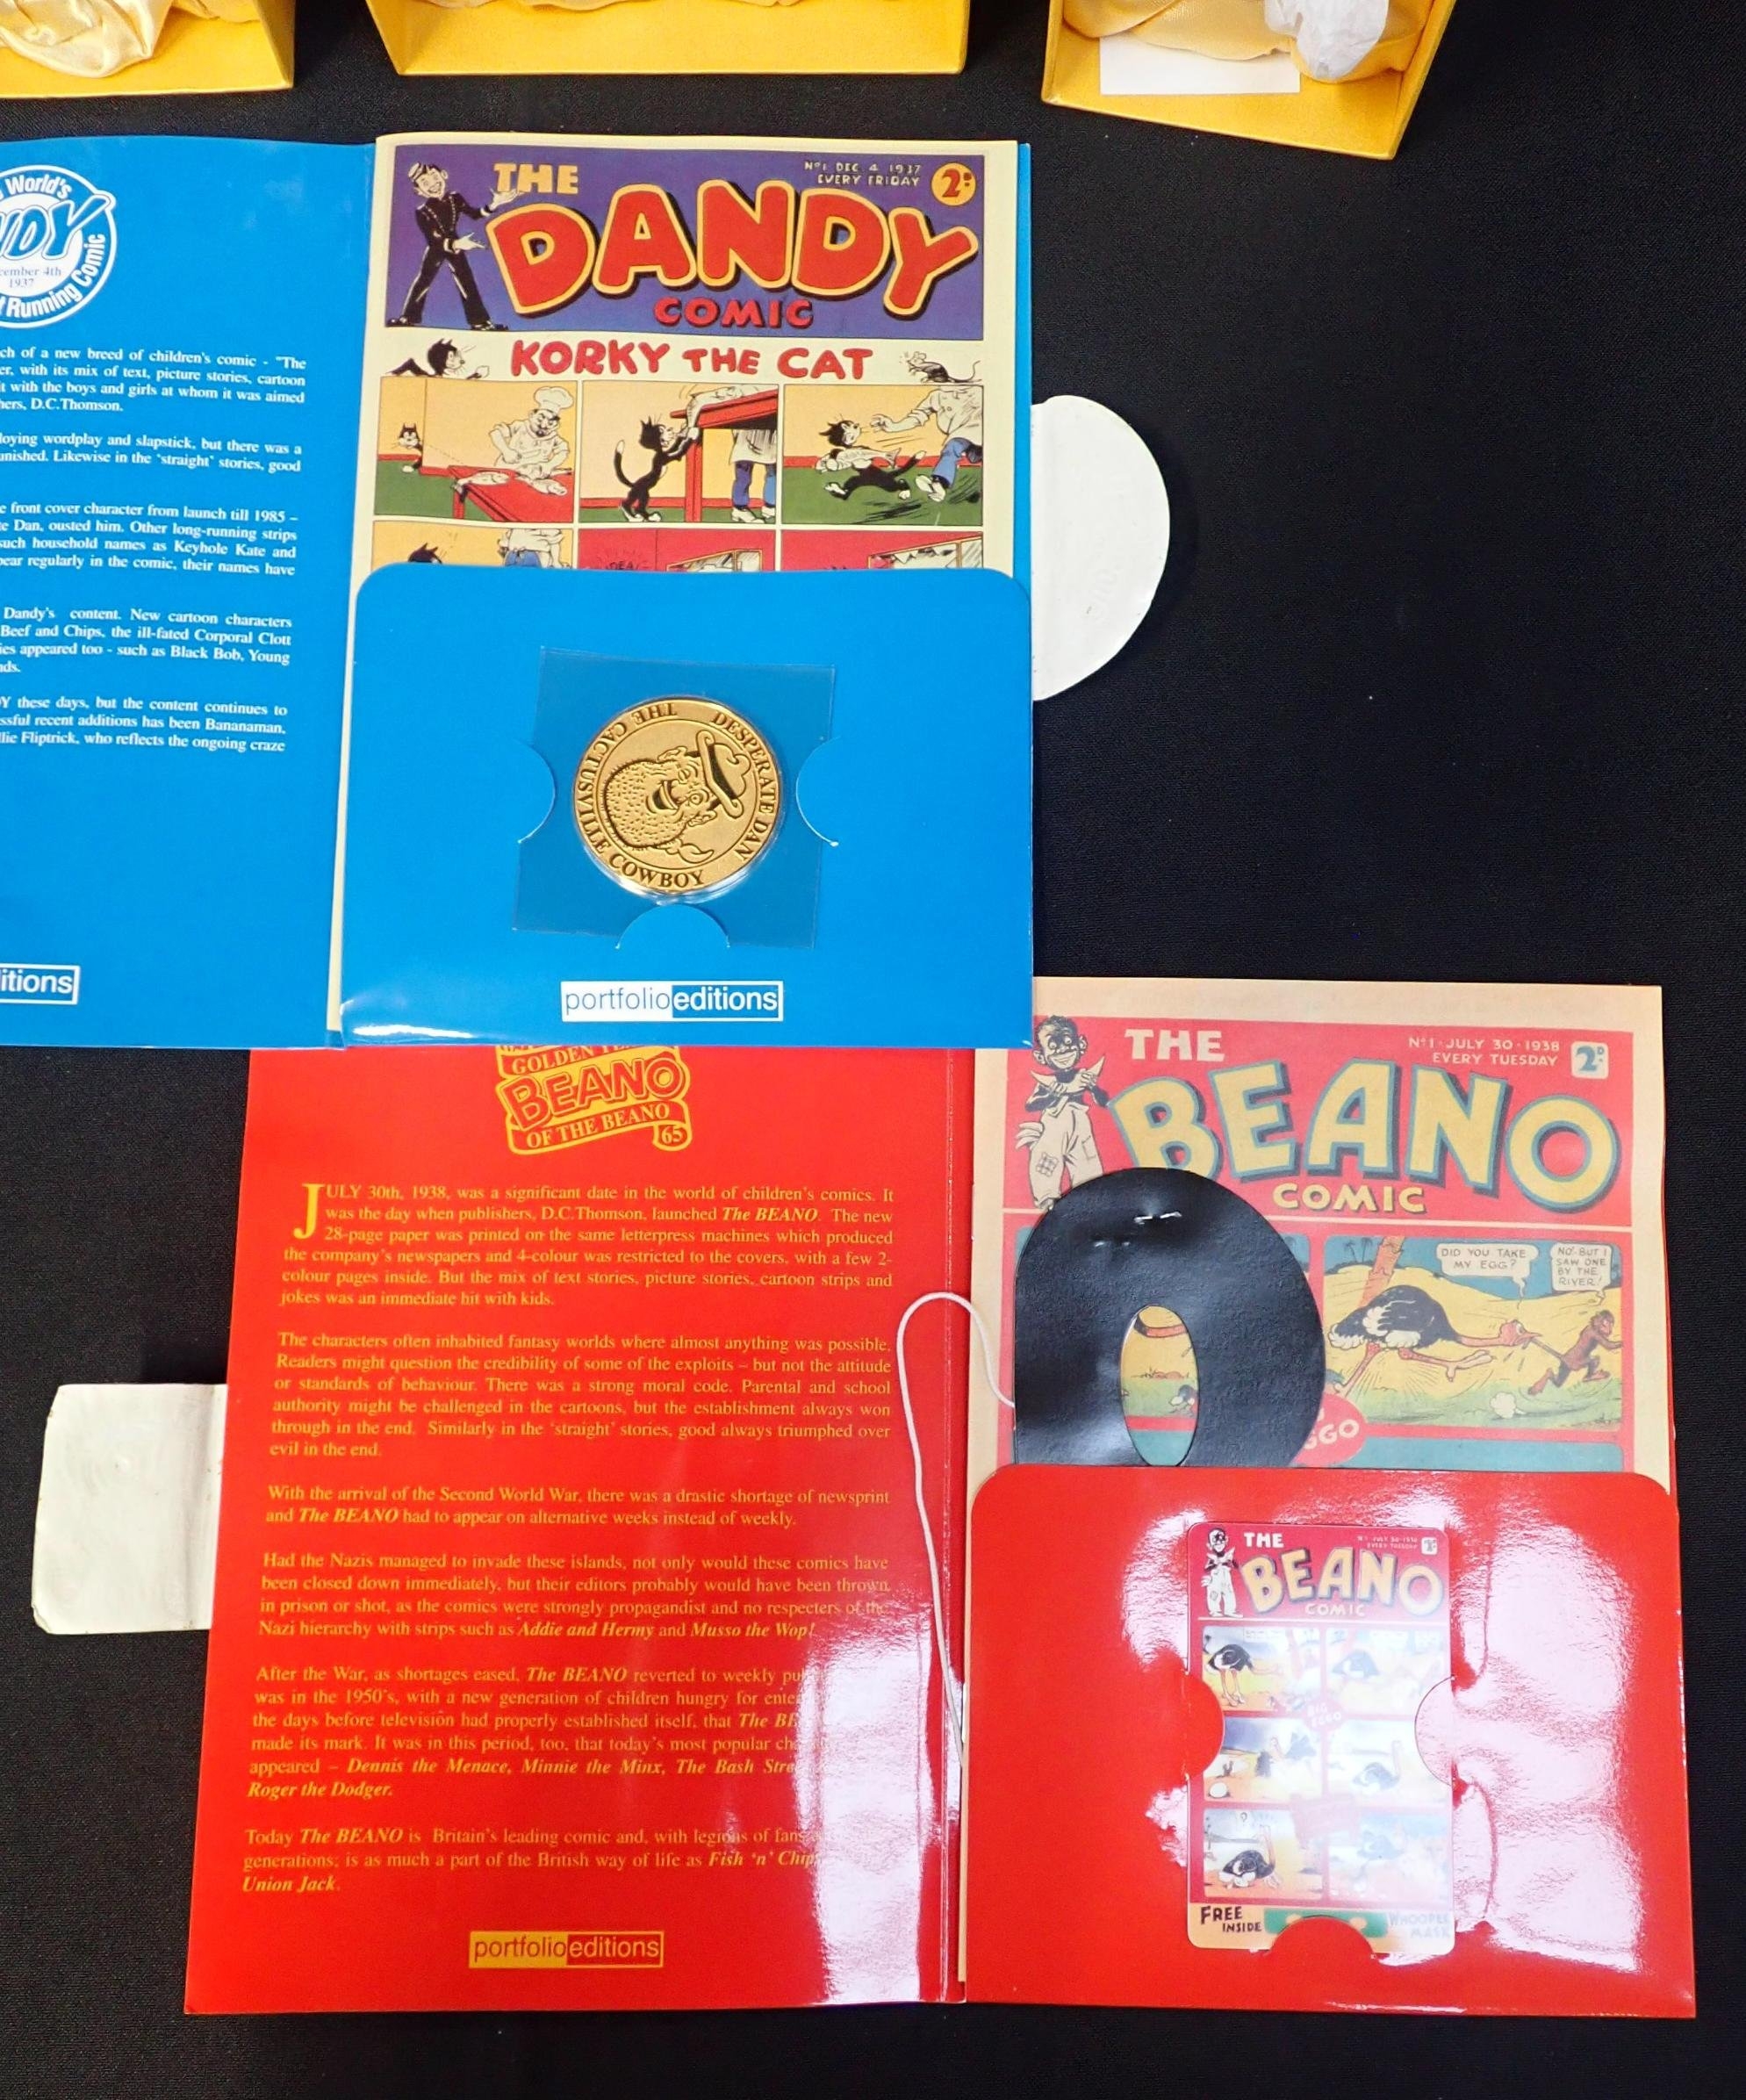 World's
NDY
cember 4th
1937
t Running Comic
ch of a new breed of children's comic - "The
er, with its mix of text, picture stories, cartoon
t with the boys and girls at whom it was aimed
hers, D.C.Thomson.
loying wordplay and slapstick, but there was a
unished. Likewise in the 'straight' stories, good
e front cover character from launch till 1985 –
te Dan, ousted him. Other long-running strips
such household names as Keyhole Kate and
pear regularly in the comic, their names have
Dandy's content. New cartoon characters
Beef and Chips, the ill-fated Corporal Clott
ies appeared too - such as Black Bob, Young
nds.
Y these days, but the content continues to
ssful recent additions has been Bananaman,
llie Fliptrick, who reflects the ongoing craze
itions
THE
Nº1 DEC. 4 1937
EVERY FRIDAY
2D.
DANDY
COMIC
KORKY THE CAT
DESPERATE DAN
THE CACTUSVILLE COWBOY
portfolioeditions
GOLDEN
BEANO
OF THE BEANO
65
JULY 30th, 1938, was a significant date in the world of children's comics. It
was the day when publishers, D.C.Thomson, launched The BEANO. The new
28-page paper was printed on the same letterpress machines which produced
the company's newspapers and 4-colour was restricted to the covers, with a few 2-
colour pages inside. But the mix of text stories, picture stories, cartoon strips and
jokes was an immediate hit with kids.
The characters often inhabited fantasy worlds where almost anything was possible.
Readers might question the credibility of some of the exploits – but not the attitude
or standards of behaviour. There was a strong moral code. Parental and school
authority might be challenged in the cartoons, but the establishment always won
through in the end. Similarly in the 'straight' stories, good always triumphed over
evil in the end.
With the arrival of the Second World War, there was a drastic shortage of newsprint
and The BEANO had to appear on alternative weeks instead of weekly.
Had the Nazis managed to invade these islands, not only would these comics have
been closed down immediately, but their editors probably would have been thrown
in prison or shot, as the comics were strongly propagandist and no respecters of the
Nazi hierarchy with strips such as Addie and Hermy and Musso the Wop!
After the War, as shortages eased, The BEANO reverted to weekly pu
was in the 1950's, with a new generation of children hungry for ente
the days before television had properly established itself, that The BE
made its mark. It was in this period, too, that today's most popular ch
appeared – Dennis the Menace, Minnie the Minx, The Bash Stre
Roger the Dodger.
Today The BEANO is Britain's leading comic and, with legions of fans
generations; is as much a part of the British way of life as Fish 'n' Chip
Union Jack.
portfolioeditions
THE
Nº1·JULY 30·1938
EVERY TUESDAY
2D.
BEANO
COMIC
DID YOU TAKE
MY EGG?
NO! BUT I
SAW ONE
BY THE
RIVER!
GGO
THE
Nº1·JULY 30·1938
EVERY TUESDAY
BEANO
COMIC
BIG
EGGO
FREE
INSIDE
WHOOPEE
MASK